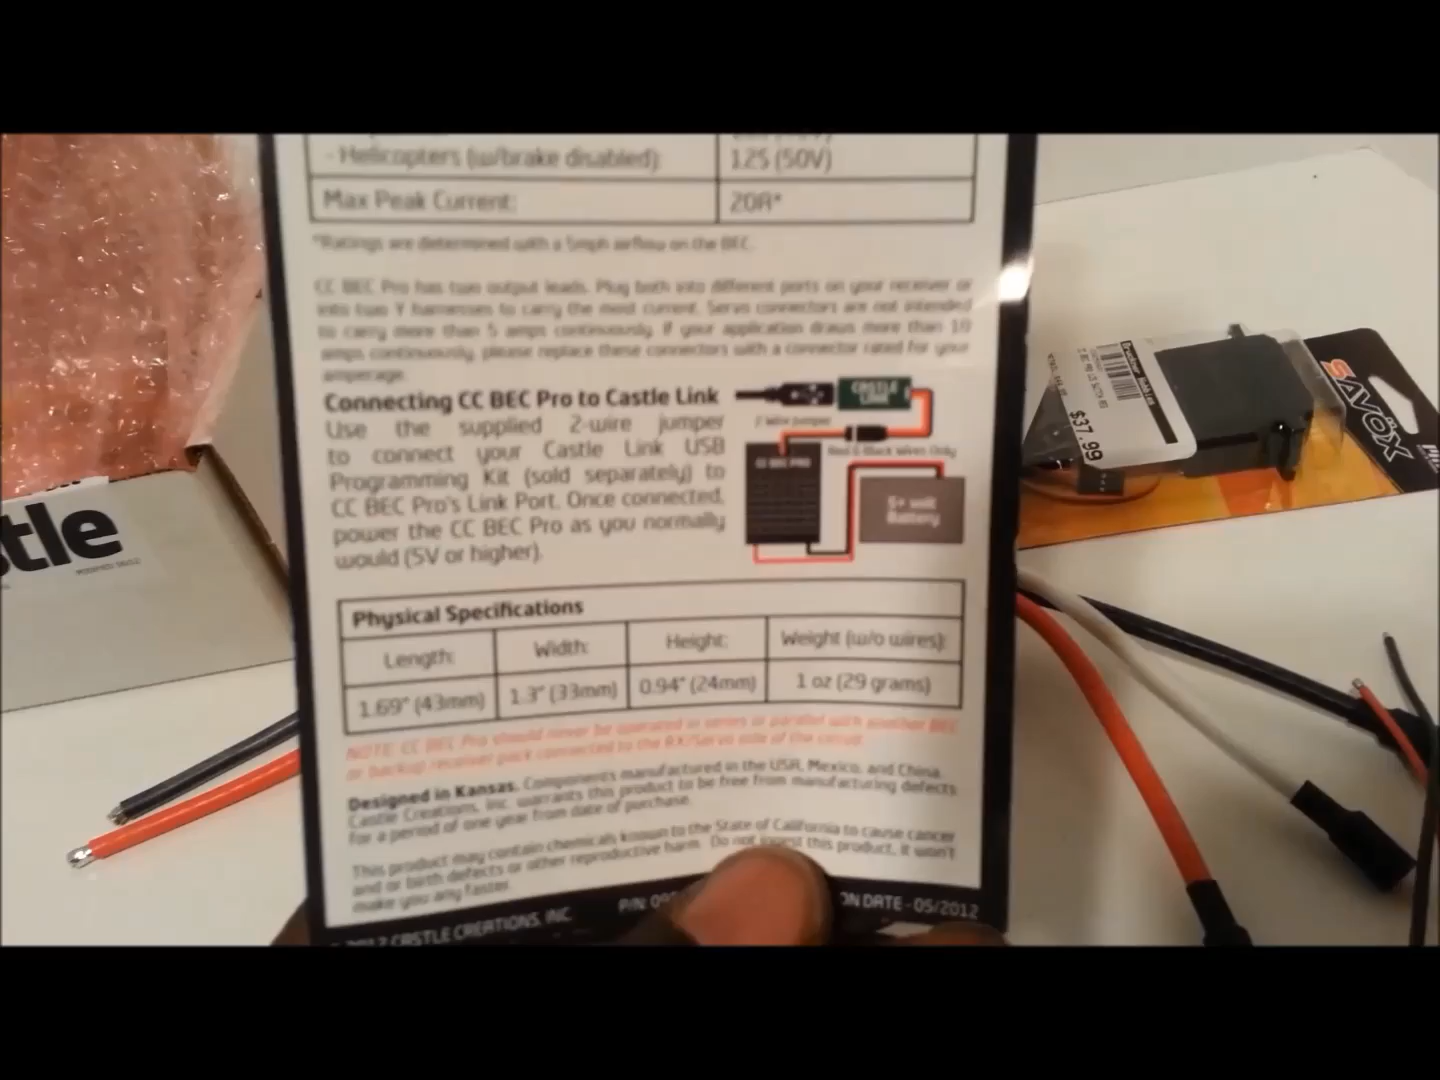 - Helicopters (w/brake disabled): 12S (50V)
Max Peak Current: 20A*
*Ratings are determined with a 5mph airflow on the BEC.
CC BEC Pro has two output leads. Plug both into different ports on your receiver or
into two Y harnesses to carry the most current. Servo connectors are not intended
to carry more than 5 amps continuously. If your application draws more than 10
amps continuously, please replace these connectors with a connector rated for your
amperage.
Connecting CC BEC Pro to Castle Link
Use the supplied 2-wire jumper
to connect your Castle Link USB
Programming Kit (sold separately) to
CC BEC Pro's Link Port. Once connected,
power the CC BEC Pro as you normally
would (5V or higher).
CASTLE
LINK
2 Wire Jumper
Red & Black Wires Only
CC BEC PRO
5+ volt
Battery
Physical Specifications
Length: Width: Height: Weight (w/o wires):
1.69" (43mm) 1.3" (33mm) 0.94" (24mm) 1 oz (29 grams)
NOTE: CC BEC Pro should never be operated in series or parallel with another BEC
or backup receiver pack connected to the RX/Servo side of the circuit.
Designed in Kansas. Components manufactured in the USA, Mexico, and China.
Castle Creations, Inc. warrants this product to be free from manufacturing defects
for a period of one year from date of purchase.
This product may contain chemicals known to the State of California to cause cancer
and or birth defects or other reproductive harm. Do not ingest this product, it won't
make you any faster.
2012 CASTLE CREATIONS, INC. P/N: 09 ON DATE - 05/2012
stle
SAVOX
$37.99